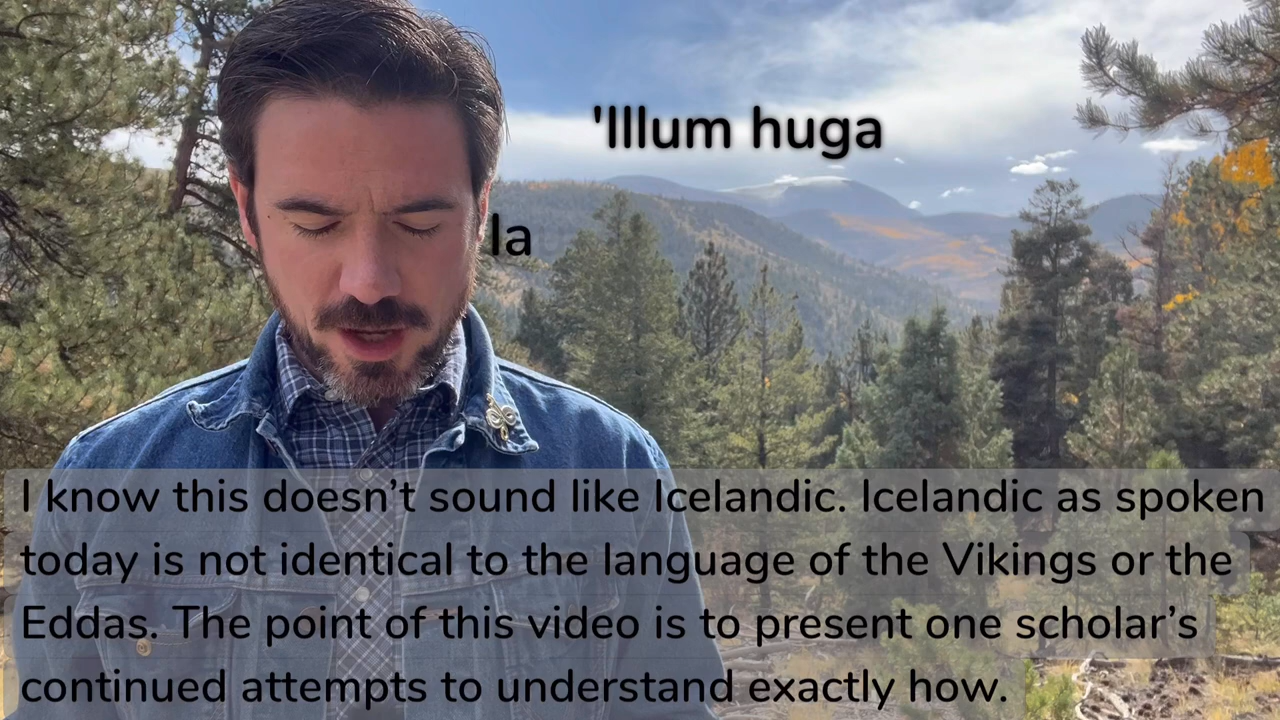 'Illum huga
la
I know this doesn’t sound like Icelandic. Icelandic as spoken
today is not identical to the language of the Vikings or the
Eddas. The point of this video is to present one scholar’s
continued attempts to understand exactly how.